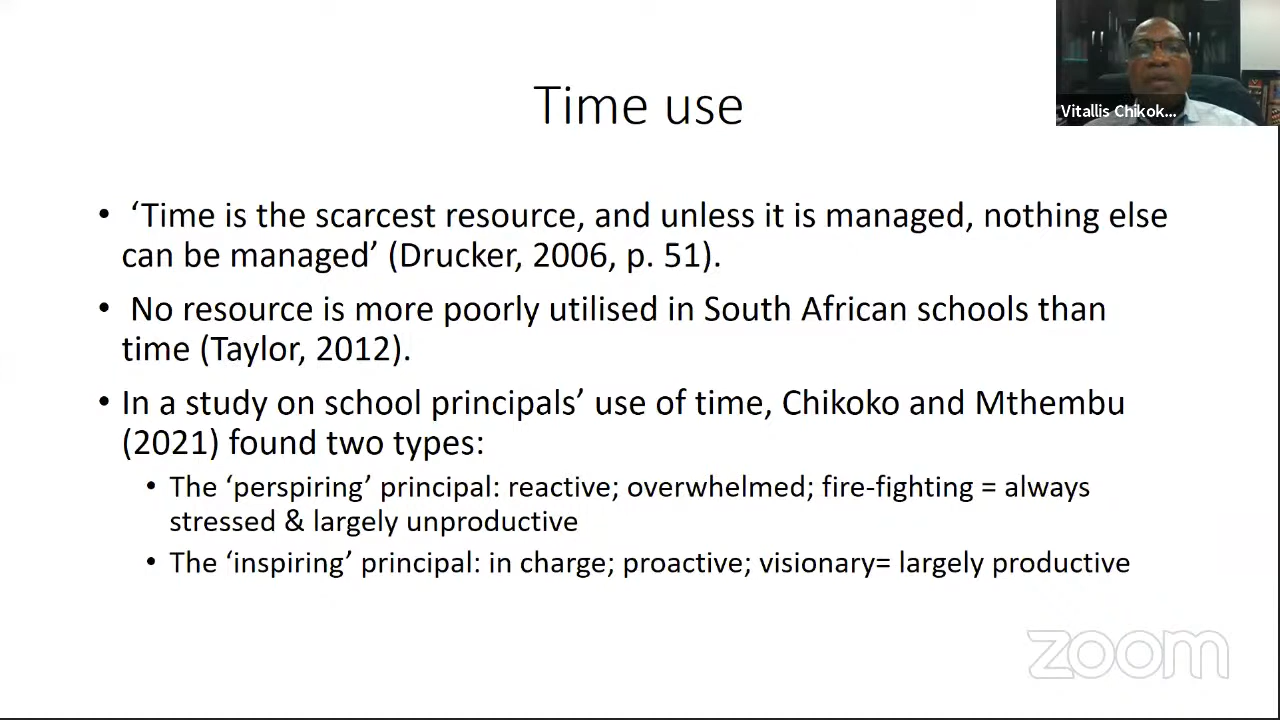 Vitallis Chikok...
Time use
• ‘Time is the scarcest resource, and unless it is managed, nothing else
can be managed’ (Drucker, 2006, p. 51).
• No resource is more poorly utilised in South African schools than
time (Taylor, 2012).
• In a study on school principals’ use of time, Chikoko and Mthembu
(2021) found two types:
• The ‘perspiring’ principal: reactive; overwhelmed; fire-fighting = always
stressed & largely unproductive
• The ‘inspiring’ principal: in charge; proactive; visionary= largely productive
zoom